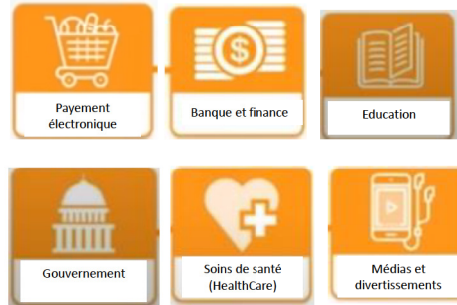 Payement
électronique
Banque et finance
Education
Gouvernement
Soins de santé
(HealthCare)
Médias et
divertissements